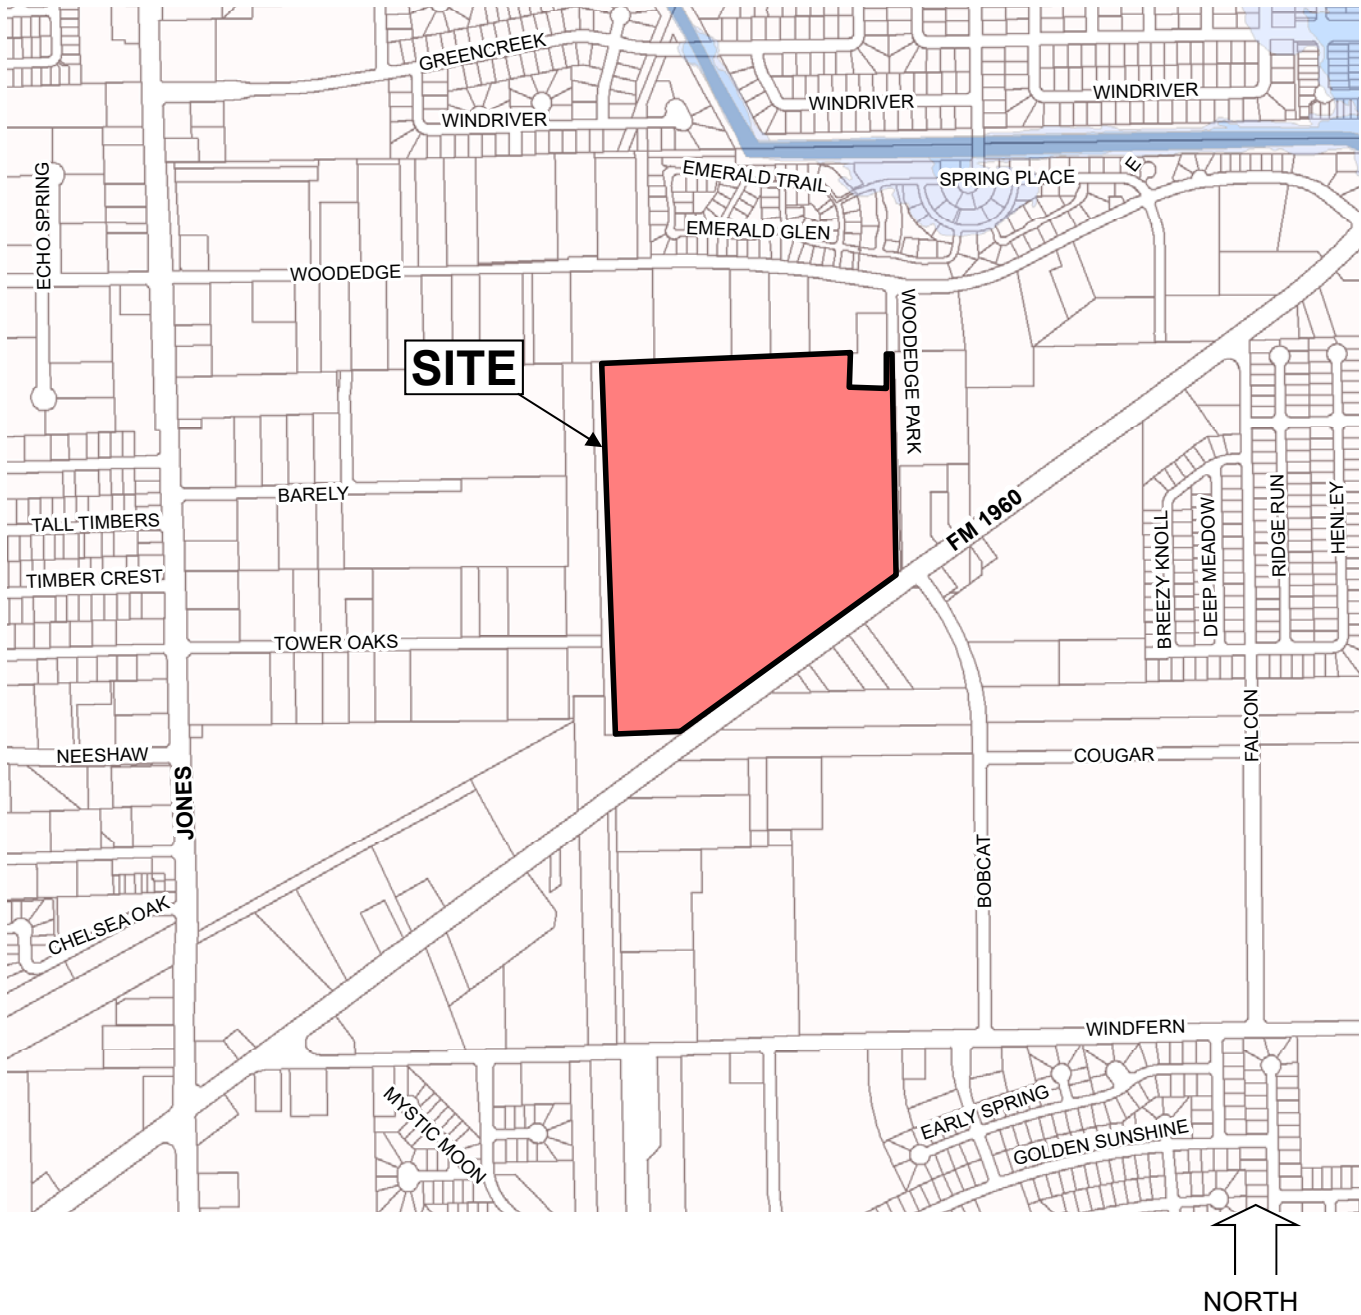 GREENCREEK
WINDRIVER
WINDRIVER
WINDRIVER
ECHO SPRING
EMERALD TRAIL
SPRING PLACE
E
EMERALD GLEN
WOODEDGE
WOODEDGE PARK
SITE
BARELY
TALL TIMBERS
FM 1960
BREEZY KNOLL
DEEP MEADOW
RIDGE RUN
HENLEY
TIMBER CREST
TOWER OAKS
NEESHAW
JONES
COUGAR
FALCON
BOBCAT
CHELSEA OAK
WINDFERN
MYSTIC MOON
EARLY SPRING
GOLDEN SUNSHINE
NORTH